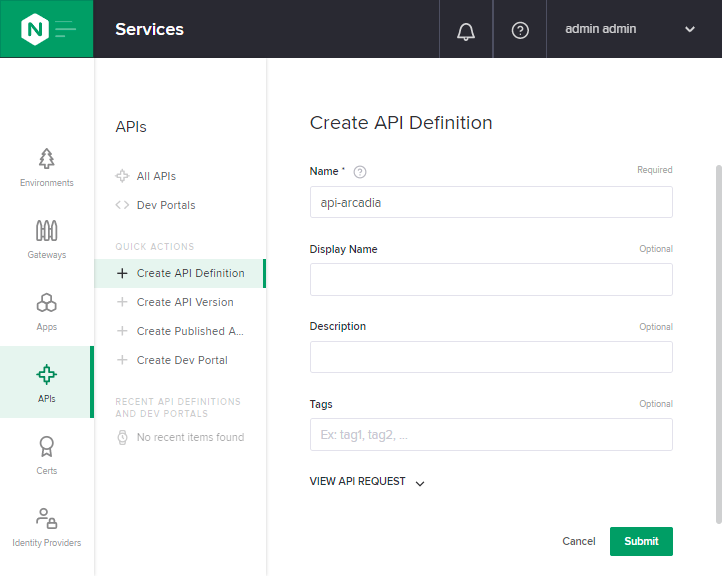 N
Services
admin admin
Environments
Gateways
Apps
APIs
Certs
Identity Providers
APIs
All APIs
Dev Portals
QUICK ACTIONS
Create API Definition
Create API Version
Create Published A...
Create Dev Portal
RECENT API DEFINITIONS
AND DEV PORTALS
No recent items found
Create API Definition
Name * ? Required
api-arcadia
Display Name Optional
Description Optional
Tags Optional
Ex: tag1, tag2, ...
VIEW API REQUEST
Cancel Submit